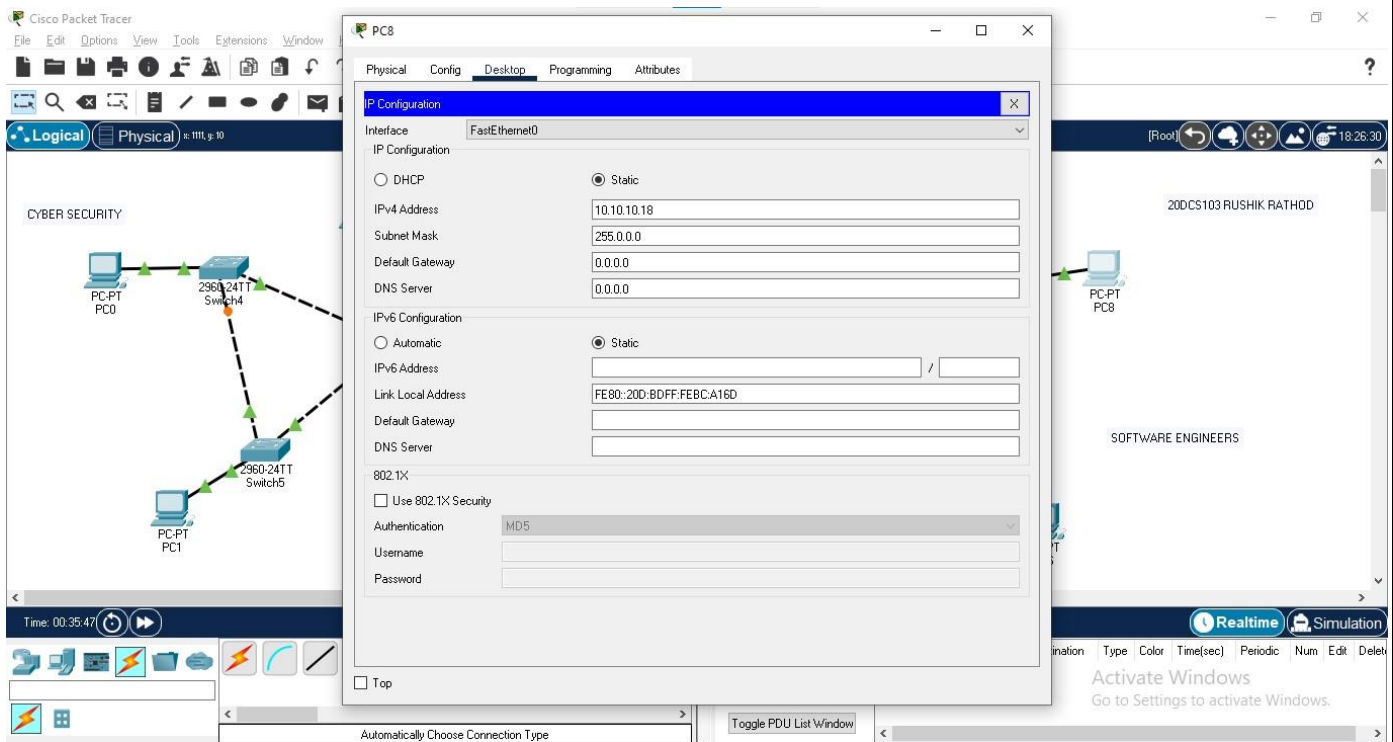 Cisco Packet Tracer
File Edit Options View Tools Extensions Window
Logical Physical x: 1111, y: 10
[Root] 18:26:30
CYBER SECURITY
20DCS103 RUSHIK RATHOD
PC-PT
PC0
2960-24TT
Switch4
2960-24TT
Switch5
PC-PT
PC1
PC-PT
PC8
SOFTWARE ENGINEERS
PC8
Physical Config Desktop Programming Attributes
IP Configuration X
Interface FastEthernet0
IP Configuration
DHCP Static
IPv4 Address 10.10.10.18
Subnet Mask 255.0.0.0
Default Gateway 0.0.0.0
DNS Server 0.0.0.0
IPv6 Configuration
Automatic Static
IPv6 Address /
Link Local Address FE80::20D:BDFF:FEBC:A16D
Default Gateway
DNS Server
802.1X
Use 802.1X Security
Authentication MD5
Username
Password
Top
Time: 00:35:47
Realtime Simulation
ination Type Color Time(sec) Periodic Num Edit Delet
Activate Windows
Go to Settings to activate Windows.
Toggle PDU List Window
Automatically Choose Connection Type